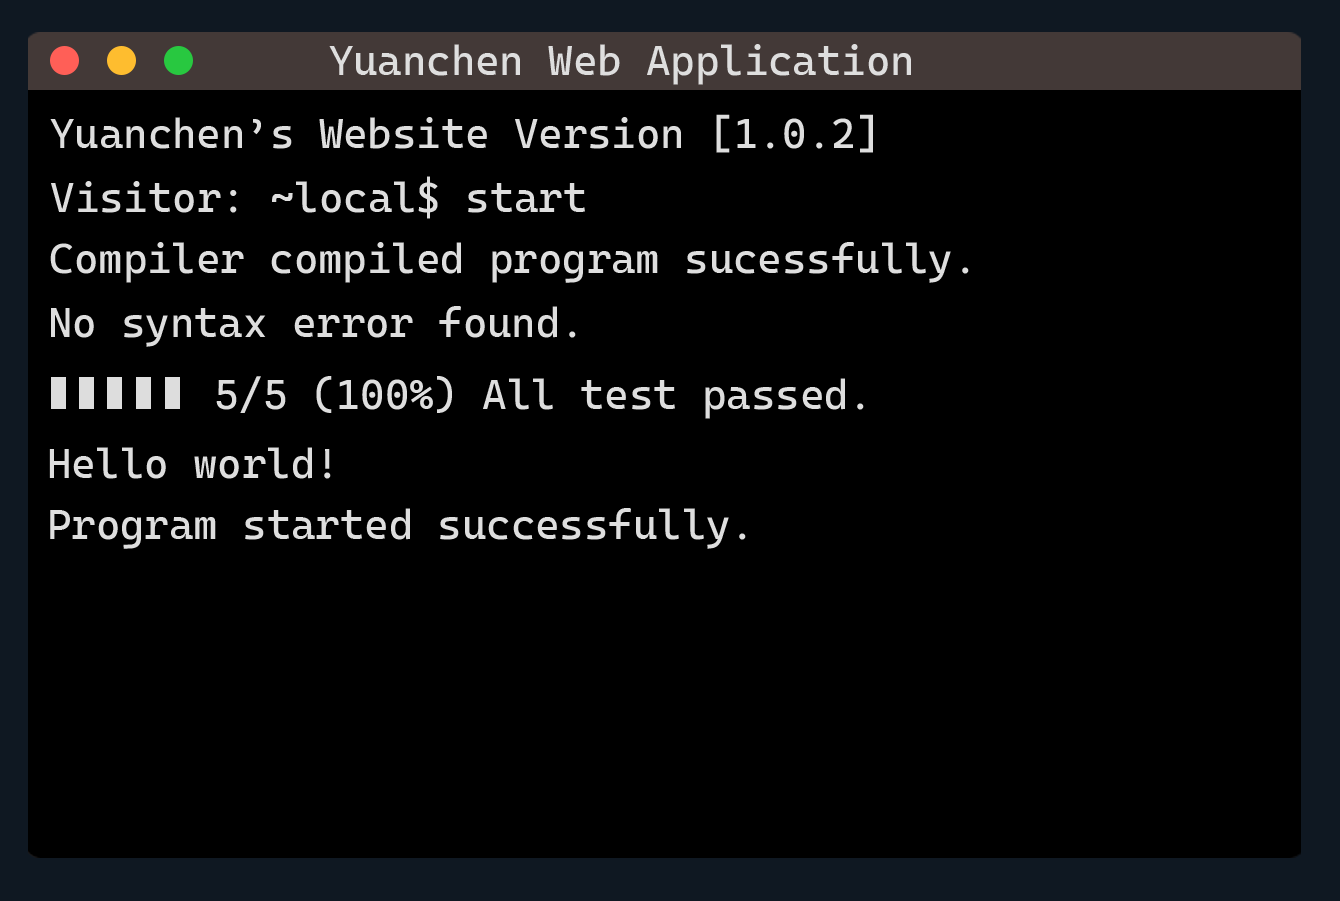 Yuanchen Web Application
Yuanchen’s Website Version [1.0.2]
Visitor: ~local$ start
Compiler compiled program sucessfully.
No syntax error found.
5/5 (100%) All test passed.
Hello world!
Program started successfully.